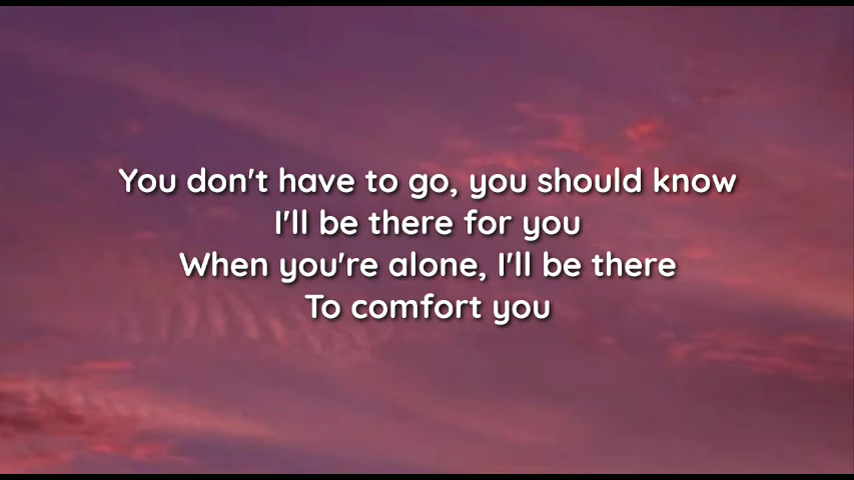 You don't have to go, you should know
I'll be there for you
When you're alone, I'll be there
To comfort you